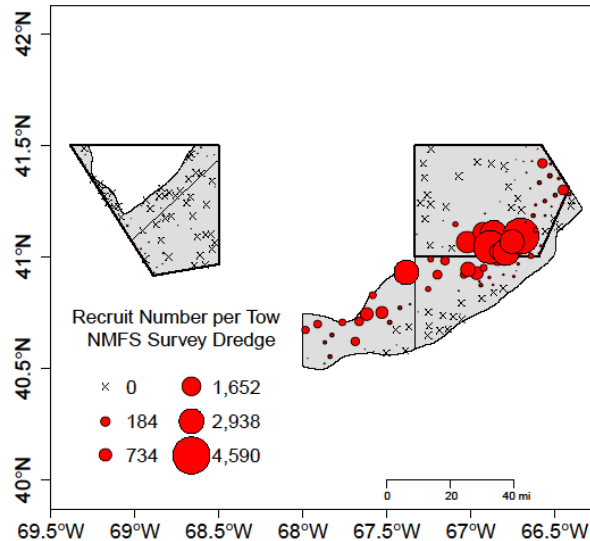 42°N
41.5°N
41°N
40.5°N
40°N
Recruit Number per Tow
NMFS Survey Dredge
0 1,652
184 2,938
734 4,590
0 20 40 mi
69.5°W 69°W 68.5°W 68°W 67.5°W 67°W 66.5°W